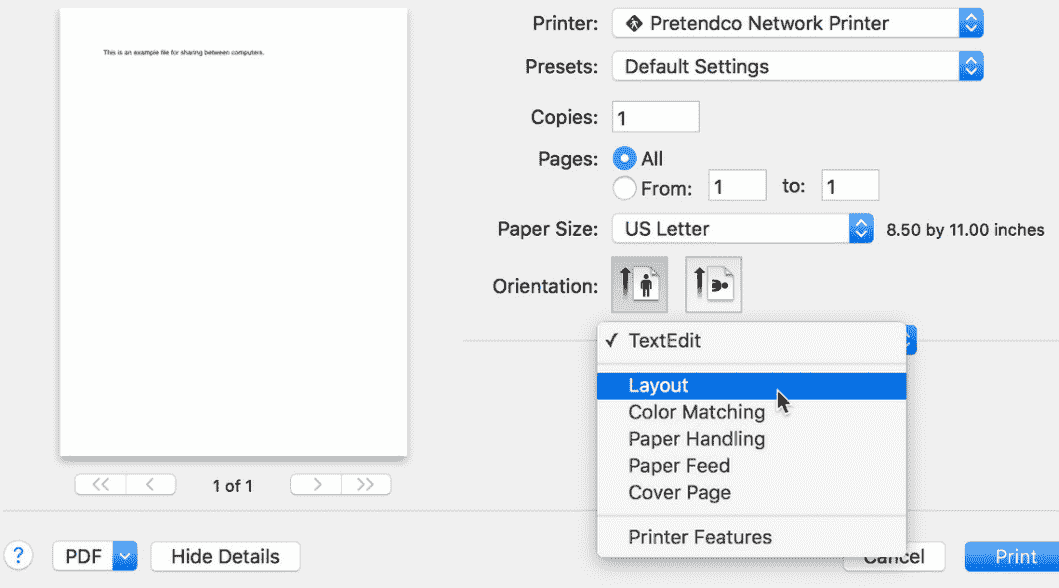 This is an example file for sharing between computers.
1 of 1
Printer: Pretendco Network Printer
Presets: Default Settings
Copies: 1
Pages: All
From: 1 to: 1
Paper Size: US Letter 8.50 by 11.00 inches
Orientation:
✓ TextEdit
Layout
Color Matching
Paper Handling
Paper Feed
Cover Page
Printer Features
? PDF Hide Details Cancel Print